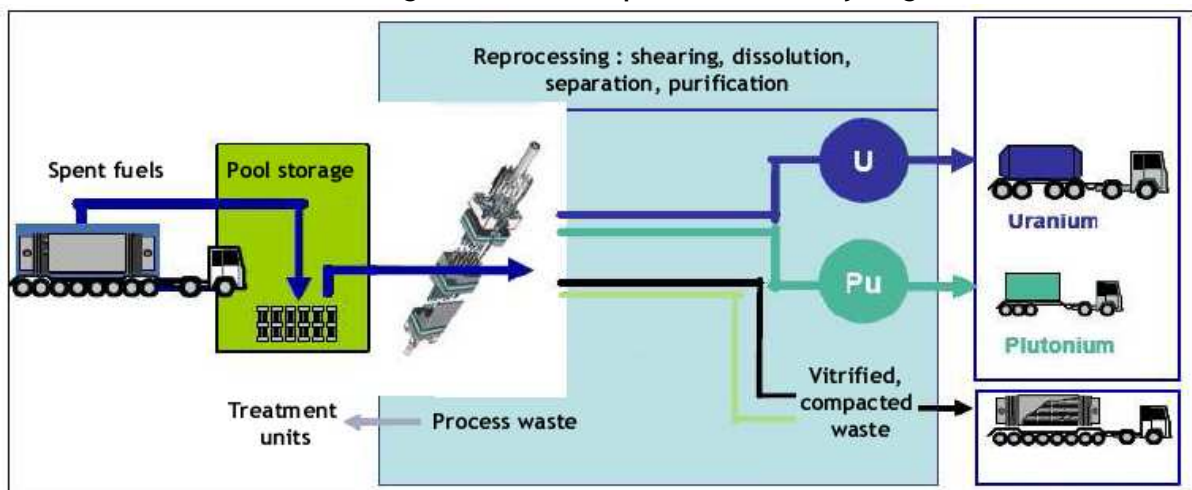 Reprocessing : shearing, dissolution,
separation, purification
Spent fuels
Pool storage
U
Uranium
Pu
Plutonium
Vitrified,
compacted
waste
Treatment
units
Process waste